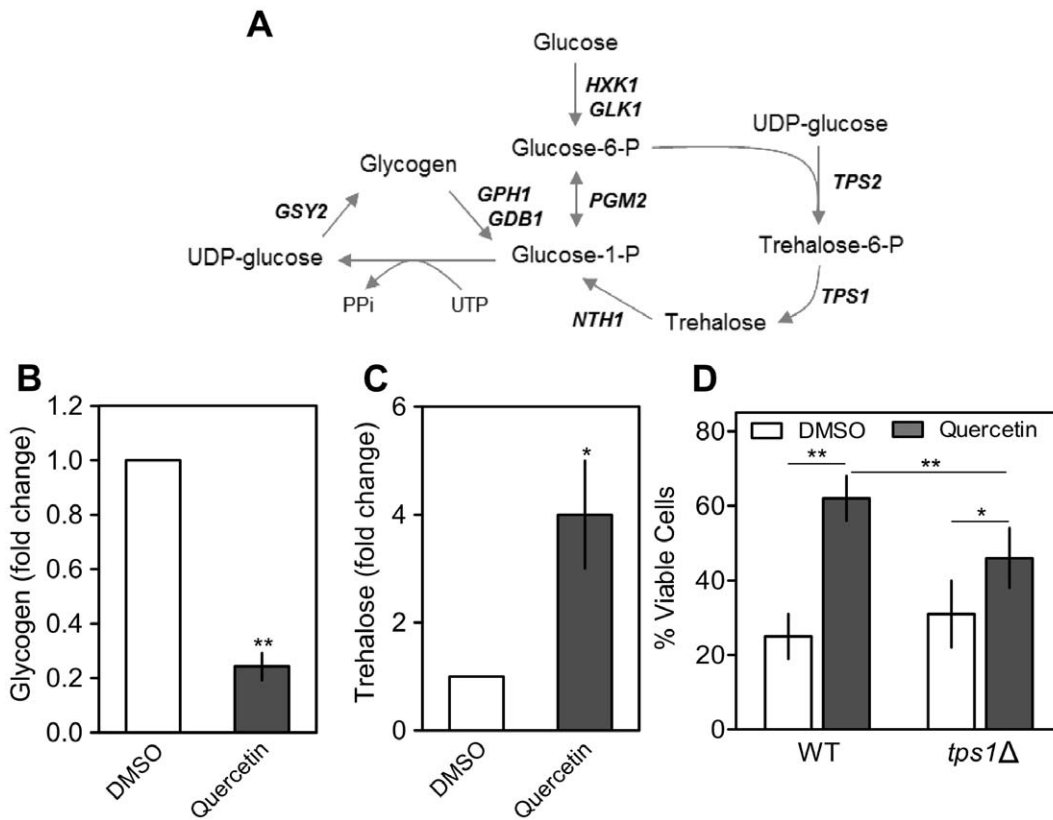 A
Glucose
HXK1
GLK1
UDP-glucose
Glucose-6-P
Glycogen
TPS2
GPH1
GDB1
PGM2
GSY2
Trehalose-6-P
UDP-glucose
Glucose-1-P
TPS1
PPi
UTP
NTH1
Trehalose
B
Glycogen (fold change)
1.2
1.0
0.8
0.6
0.4
0.2
0.0
**
DMSO
Quercetin
C
Trehalose (fold change)
6
4
2
0
*
DMSO
Quercetin
D
% Viable Cells
80
60
40
20
0
DMSO
Quercetin
**
**
*
WT
tps1Δ